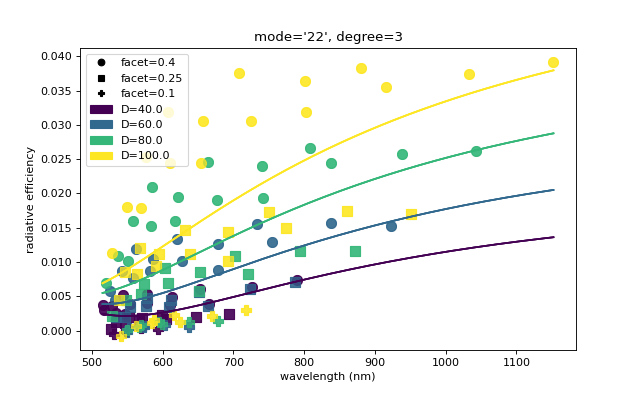 mode='22', degree=3
0.040
0.035
0.030
0.025
0.020
0.015
0.010
0.005
0.000
radiative efficiency
facet=0.4
facet=0.25
facet=0.1
D=40.0
D=60.0
D=80.0
D=100.0
500 600 700 800 900 1000 1100
wavelength (nm)